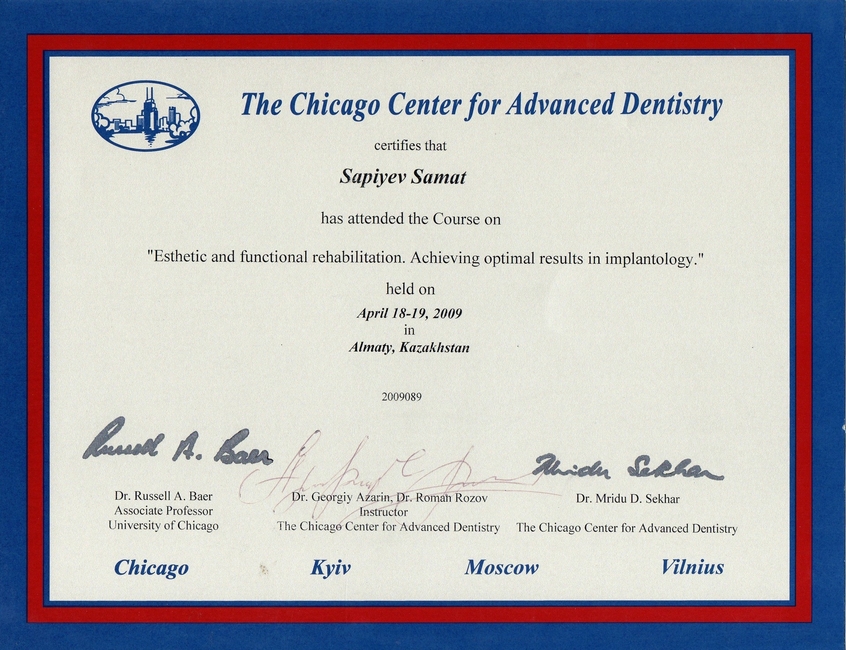 The Chicago Center for Advanced Dentistry
certifies that
Sapiyev Samat
has attended the Course on
"Esthetic and functional rehabilitation. Achieving optimal results in implantology."
held on
April 18-19, 2009
in
Almaty, Kazakhstan
2009089
Russell A. Baer
Mridu Sekhar
Dr. Russell A. Baer
Associate Professor
University of Chicago
Dr. Georgiy Azarin, Dr. Roman Rozov
Instructor
The Chicago Center for Advanced Dentistry
Dr. Mridu D. Sekhar
The Chicago Center for Advanced Dentistry
Chicago Kyiv Moscow Vilnius